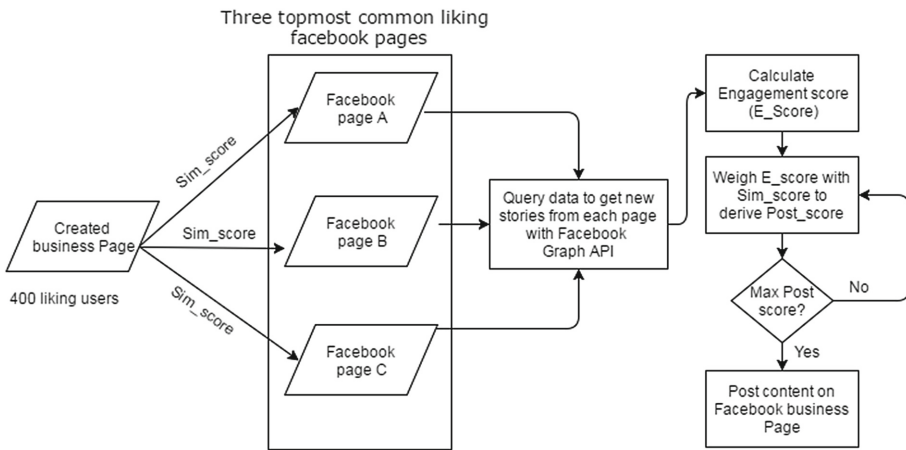 Three topmost common liking
facebook pages
Created
business Page
400 liking users
Sim_score
Sim_score
Sim_score
Facebook
page A
Facebook
page B
Facebook
page C
Query data to get new
stories from each page
with Facebook
Graph API
Calculate
Engagement score
(E_Score)
Weigh E_score with
Sim_score to
derive Post_score
Max Post
score?
No
Yes
Post content on
Facebook business
Page